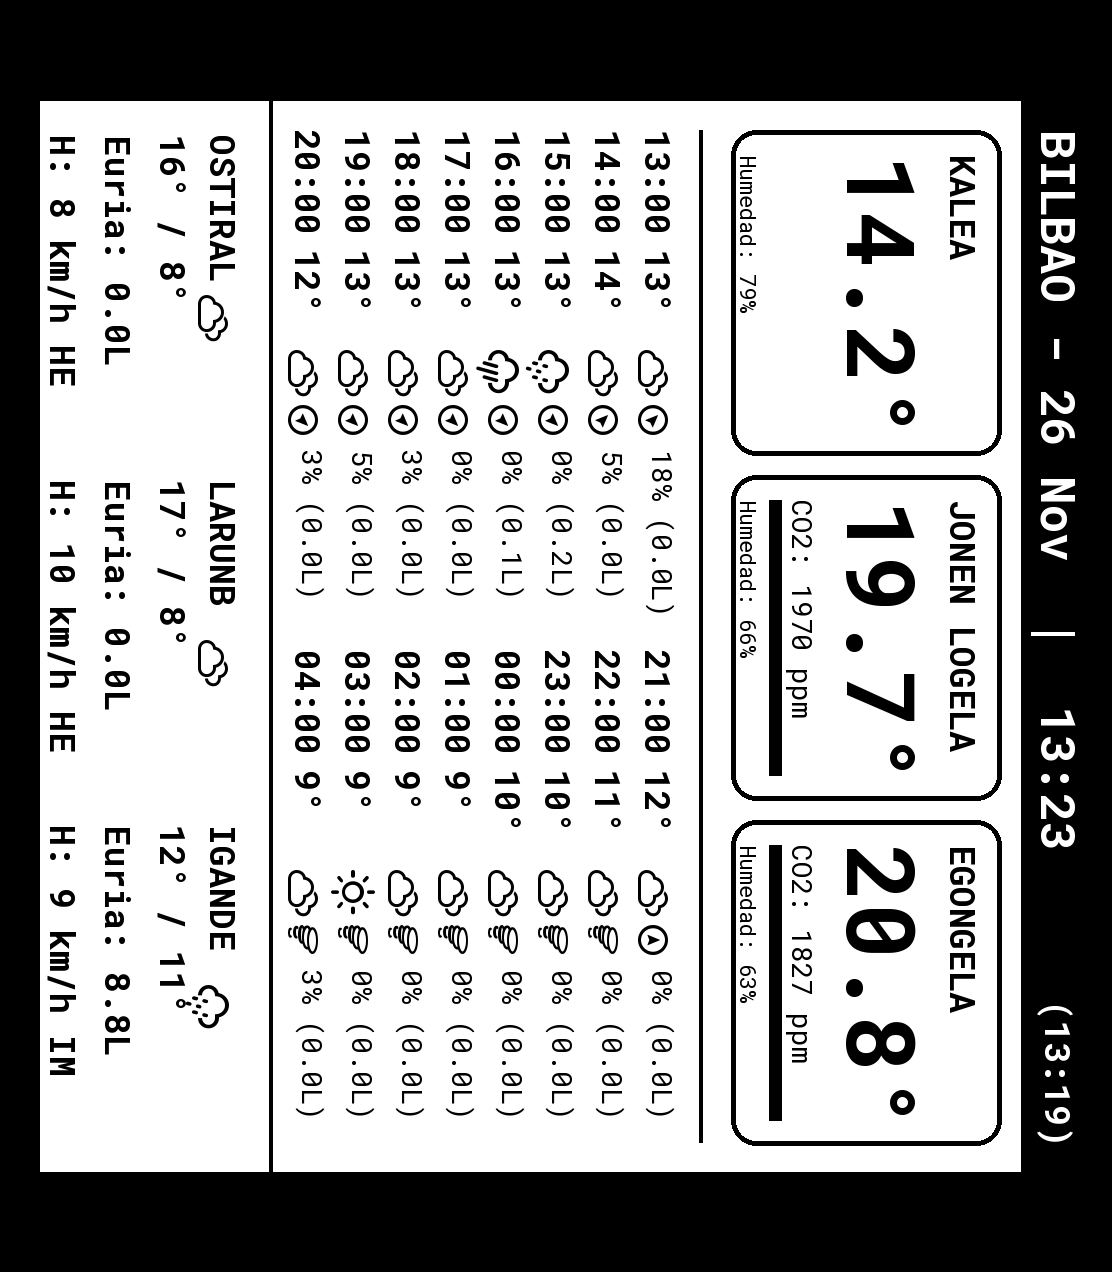 BILBAO - 26 Nov | 13:23 (13:19)
KALEA
14.2°
Humedad: 79%
JONEN LOGELA
19.7°
CO2: 1970 ppm
Humedad: 66%
EGONGELA
20.8°
CO2: 1827 ppm
Humedad: 63%
13:00 13° 18% (0.0L)
14:00 14° 5% (0.0L)
15:00 13° 0% (0.2L)
16:00 13° 0% (0.1L)
17:00 13° 0% (0.0L)
18:00 13° 3% (0.0L)
19:00 13° 5% (0.0L)
20:00 12° 3% (0.0L)
21:00 12° 0% (0.0L)
22:00 11° 0% (0.0L)
23:00 10° 0% (0.0L)
00:00 10° 0% (0.0L)
01:00 9° 0% (0.0L)
02:00 9° 0% (0.0L)
03:00 9° 0% (0.0L)
04:00 9° 3% (0.0L)
OSTIRAL
16° / 8°
Euria: 0.0L
H: 8 km/h HE
LARUNB
17° / 8°
Euria: 0.0L
H: 10 km/h HE
IGANDE
12° / 11°
Euria: 8.8L
H: 9 km/h IM